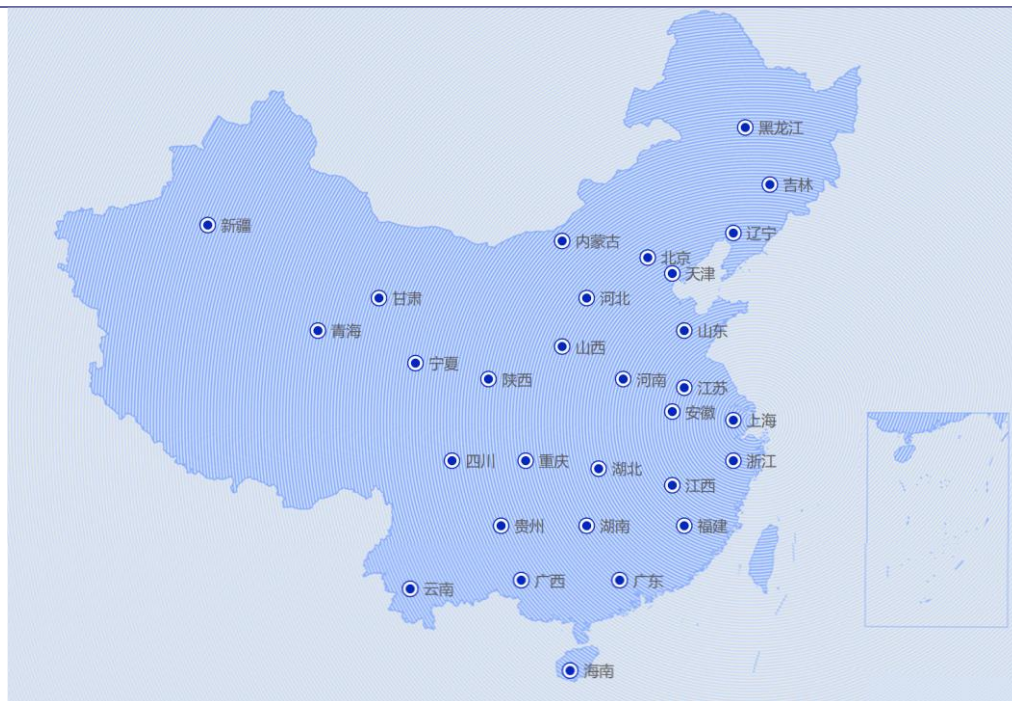 黑龙江
吉林
新疆
辽宁
内蒙古
北京
天津
甘肃
河北
青海
山东
山西
宁夏
陕西
河南
江苏
安徽
上海
四川
重庆
浙江
湖北
江西
贵州
湖南
福建
广西
广东
云南
海南